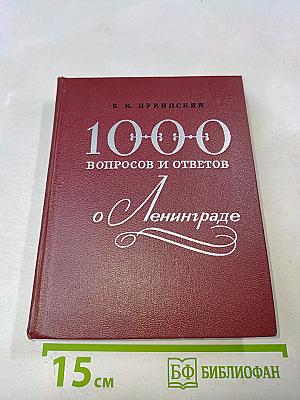 Б. К. ПУКИНСКИЙ
1000
ВОПРОСОВ И ОТВЕТОВ
о Ленинграде
15 см
БФ БИБЛИОФАН